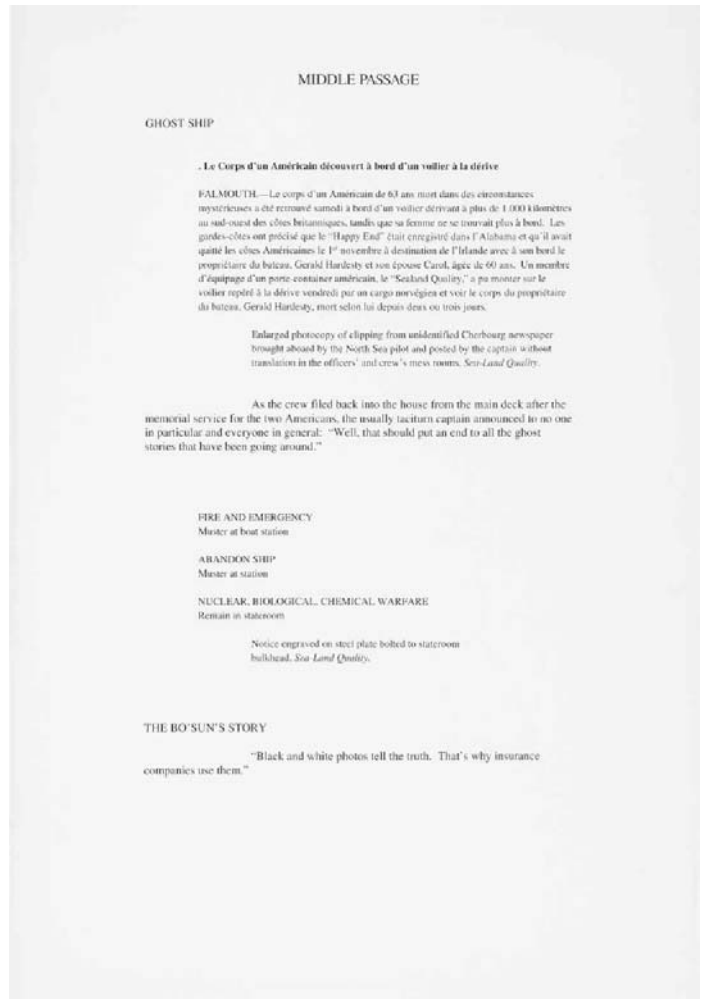 MIDDLE PASSAGE
GHOST SHIP
. Le Corps d'un Américain découvert à bord d'un voilier à la dérive
FALMOUTH.—Le corps d'un Américain de 63 ans mort dans des circonstances
mystérieuses a été retrouvé samedi à bord d'un voilier dérivant à plus de 1 000 kilomètres
au sud-ouest des côtes britanniques, tandis que sa femme ne se trouvait plus à bord. Les
gardes-côtes ont précisé que le "Happy End" était enregistré dans l'Alabama et qu'il avait
quitté les côtes Américaines le 1er novembre à destination de l'Irlande avec à son bord le
propriétaire du bateau, Gerald Hardesty et son épouse Carol, âgée de 60 ans. Un membre
d'équipage d'un porte-container américain, le "Sealand Quality," a pu monter sur le
voilier repéré à la dérive vendredi par un cargo norvégien et voir le corps du propriétaire
du bateau, Gerald Hardesty, mort selon lui depuis deux ou trois jours.
Enlarged photocopy of clipping from unidentified Cherbourg newspaper
brought aboard by the North Sea pilot and posted by the captain without
translation in the officers' and crew's mess rooms. Sea-Land Quality.
As the crew filed back into the house from the main deck after the
memorial service for the two Americans, the usually taciturn captain announced to no one
in particular and everyone in general: "Well, that should put an end to all the ghost
stories that have been going around."
FIRE AND EMERGENCY
Muster at boat station
ABANDON SHIP
Muster at station
NUCLEAR, BIOLOGICAL, CHEMICAL WARFARE
Remain in stateroom
Notice engraved on steel plate bolted to stateroom
bulkhead. Sea-Land Quality.
THE BO'SUN'S STORY
"Black and white photos tell the truth. That's why insurance
companies use them."